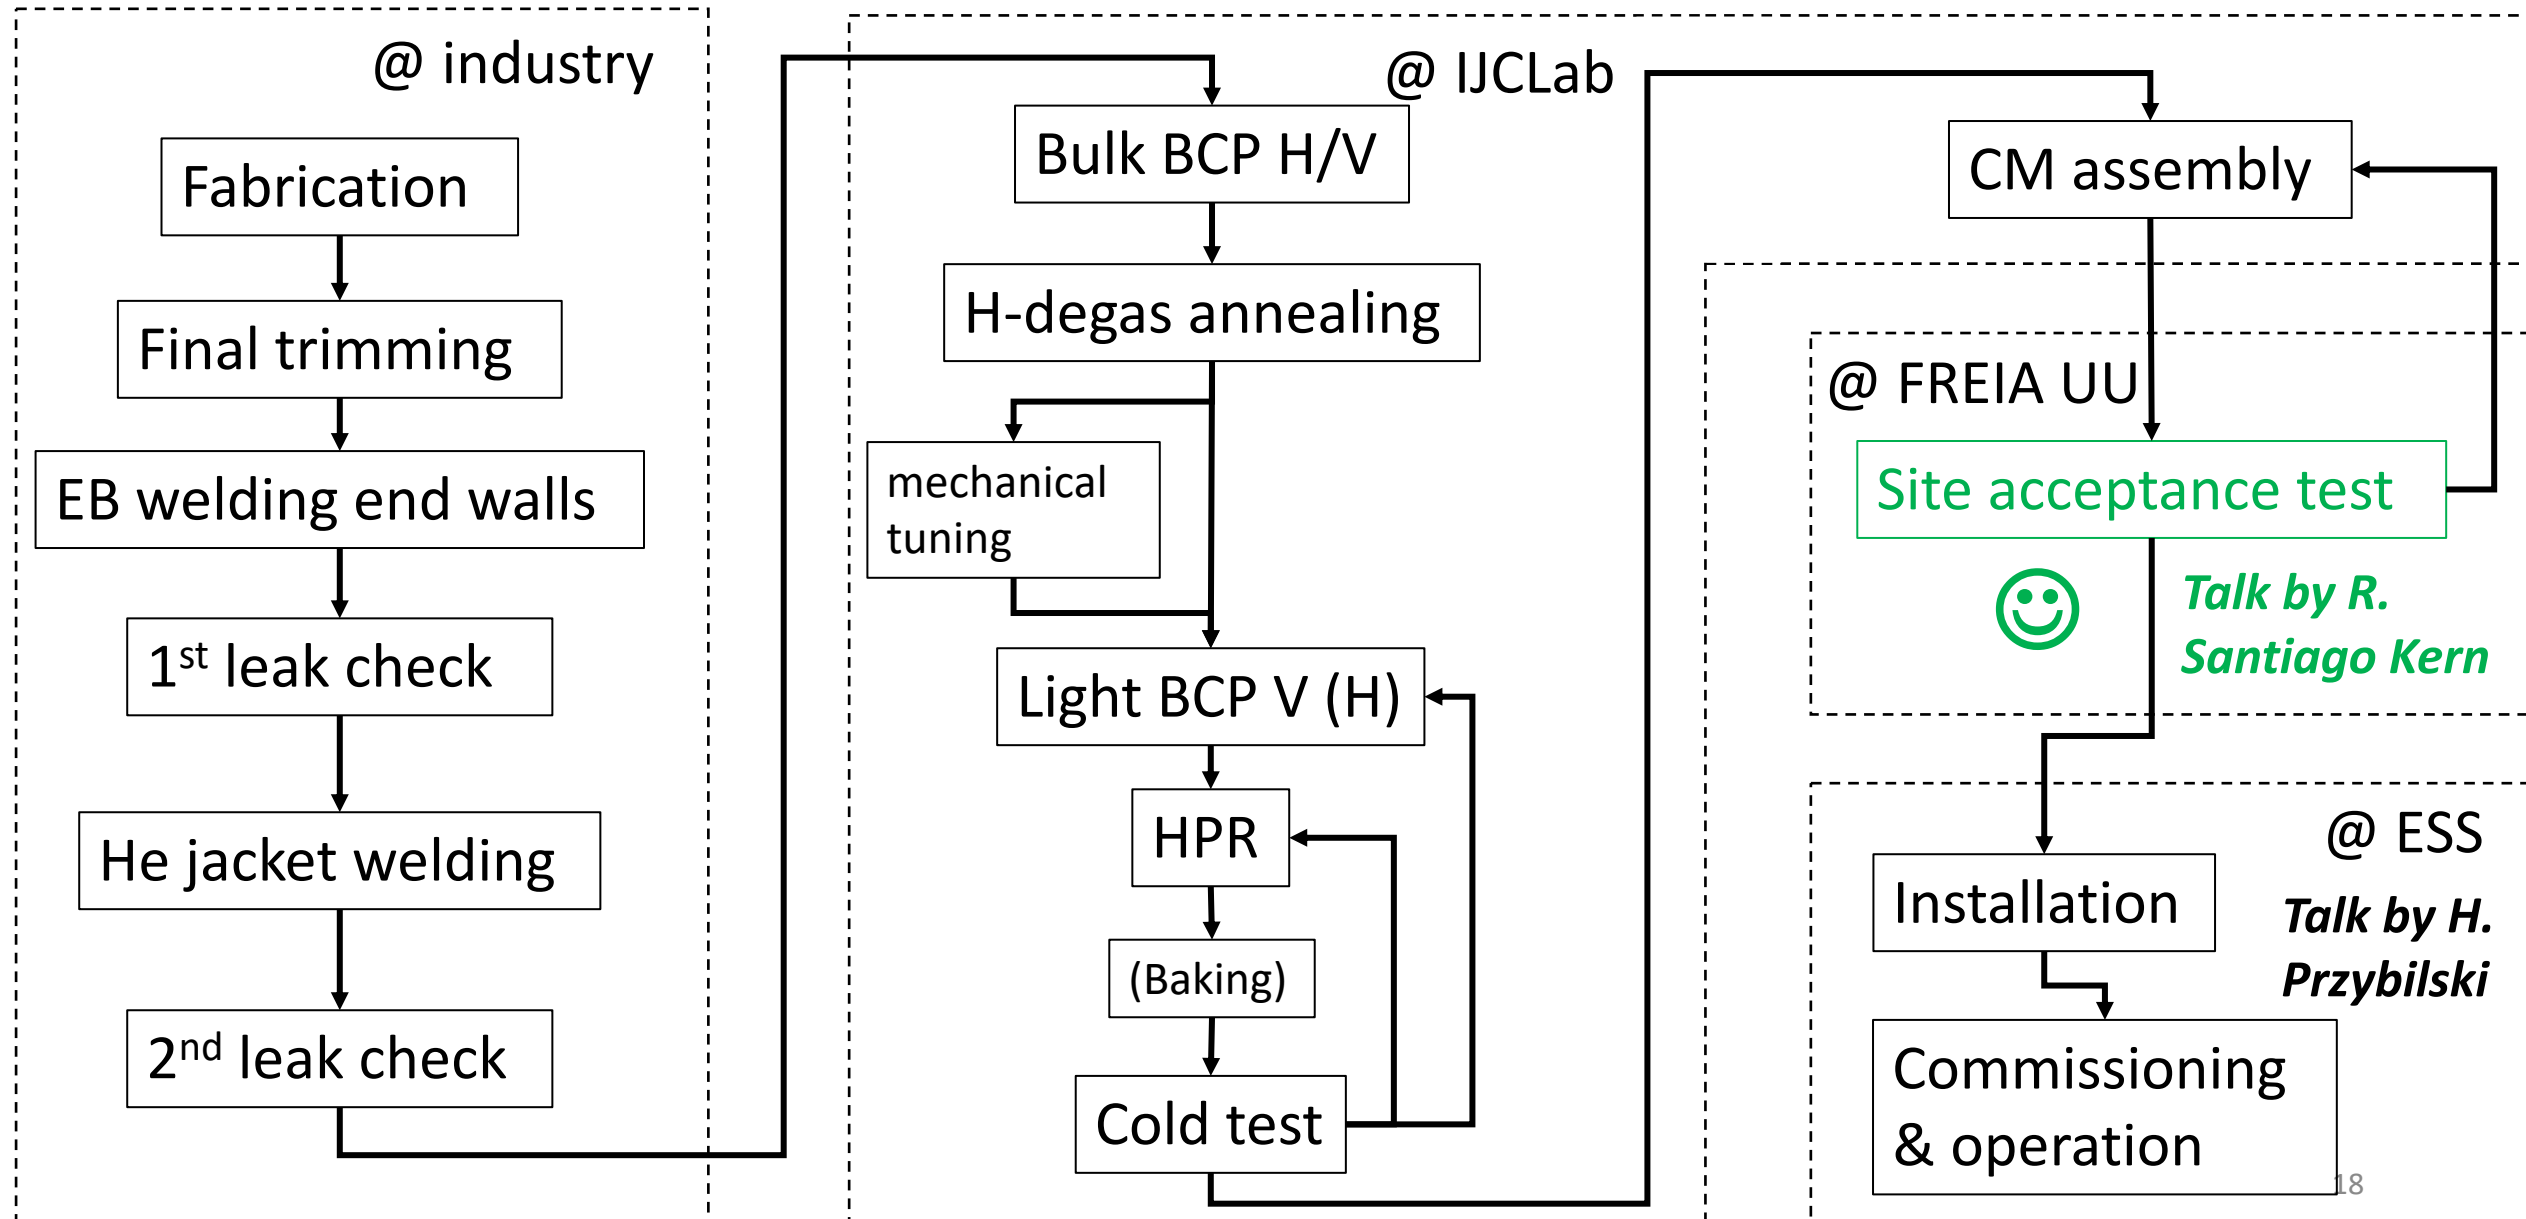 @ industry
Fabrication
Final trimming
EB welding end walls
1st leak check
He jacket welding
2nd leak check
@ IJCLab
Bulk BCP H/V
H-degas annealing
mechanical
tuning
Light BCP V (H)
HPR
(Baking)
Cold test
CM assembly
@ FREIA UU
Site acceptance test
Talk by R.
Santiago Kern
@ ESS
Installation
Talk by H.
Przybilski
Commissioning
& operation
18